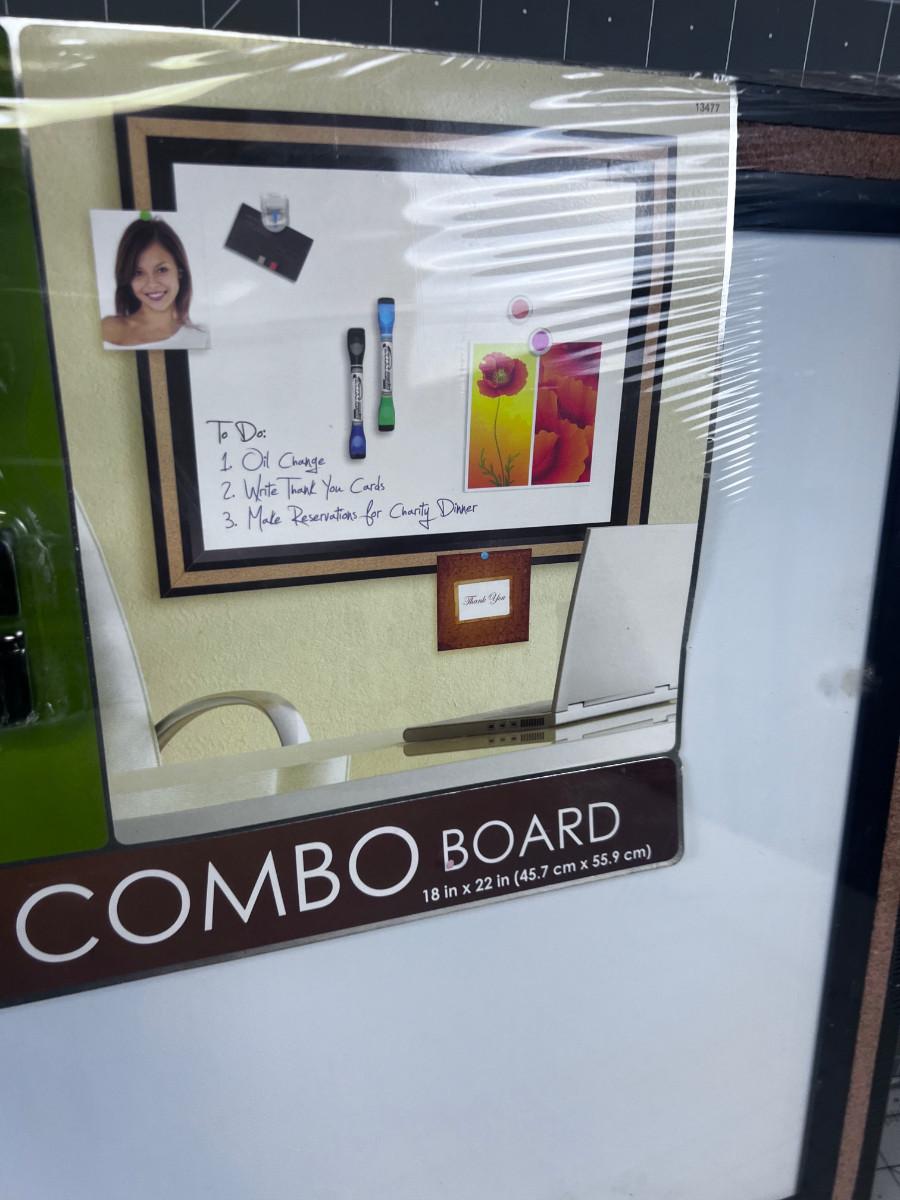 13477
To Do:
1. Oil Change
2. Write Thank You Cards
3. Make Reservations for Charity Dinner
Thank You
COMBO BOARD
18 in x 22 in (45.7 cm x 55.9 cm)